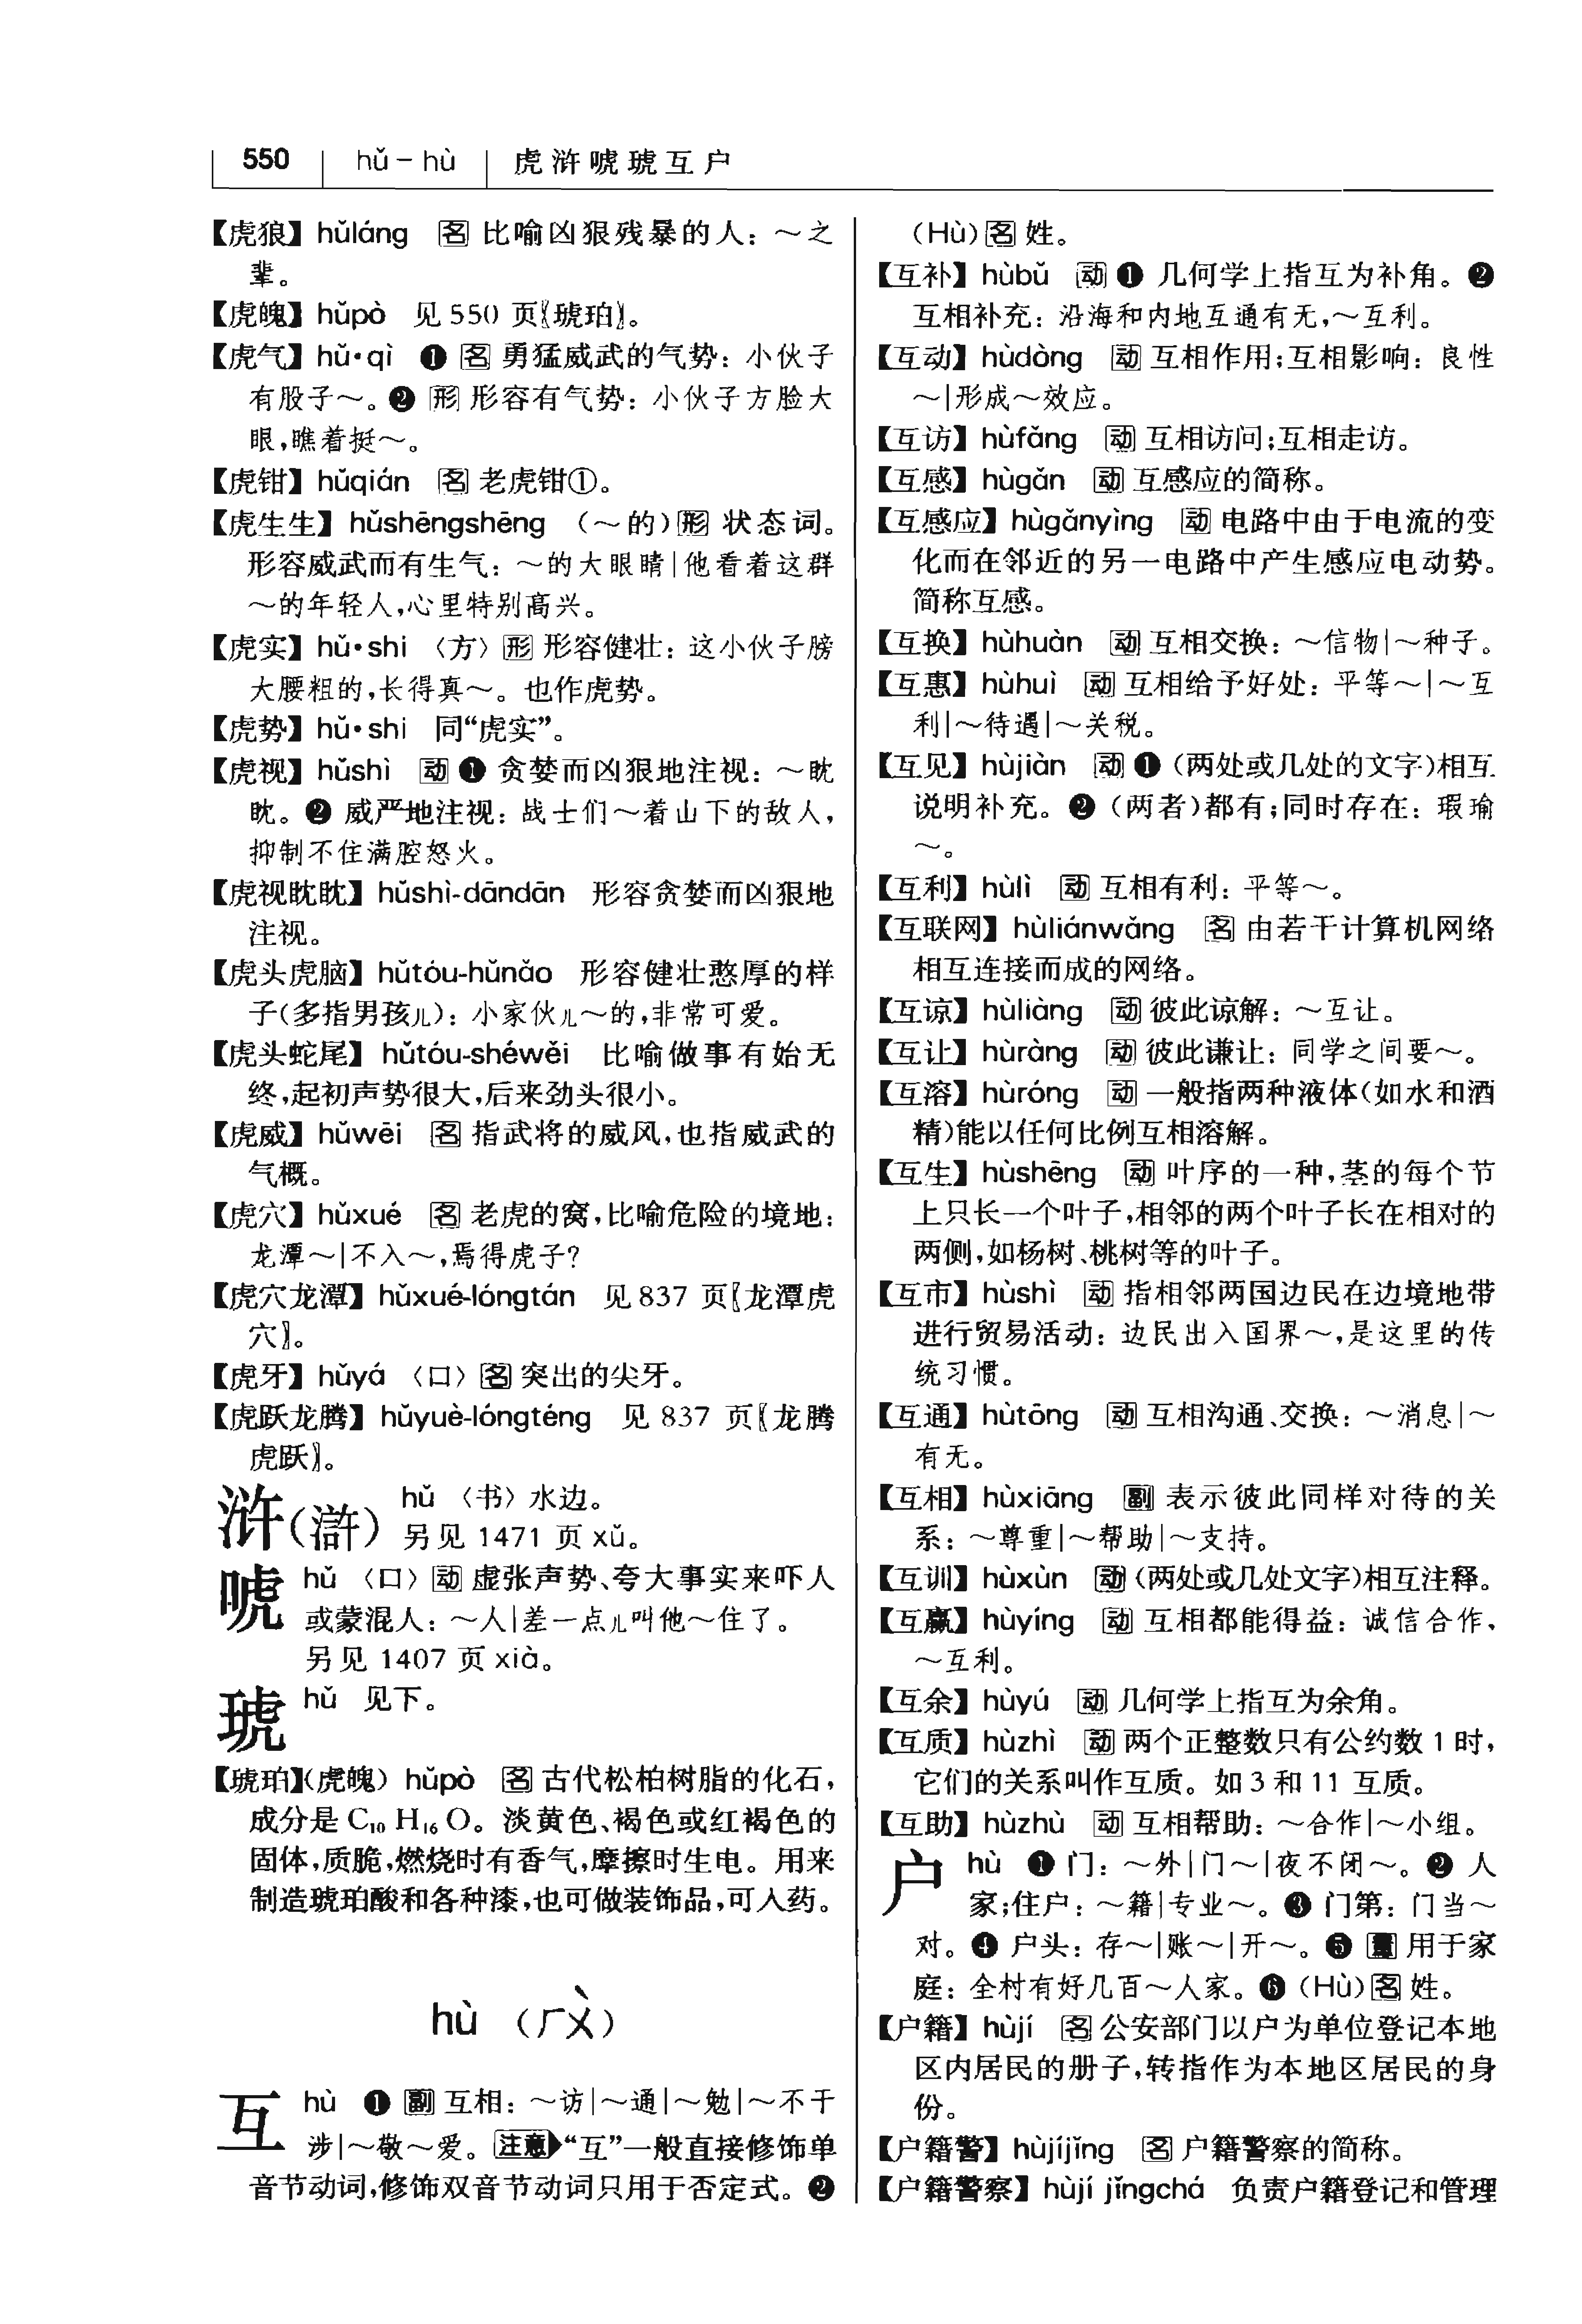 550 hǔ－hù 虎浒唬琥互户
【虎狼】hǔláng 名 比喻凶狠残暴的人：～之
辈。
【虎魄】hǔpò 见550页〖琥珀〗。
【虎气】hǔ•qì ❶ 名 勇猛威武的气势：小伙子
有股子～。❷ 形 形容有气势：小伙子方脸大
眼，瞧着挺～。
【虎钳】hǔqián 名 老虎钳①。
【虎生生】hǔshēngshēng （～的）形 状态词。
形容威武而有生气：～的大眼睛|他看着这群
～的年轻人，心里特别高兴。
【虎实】hǔ•shi 〈方〉形 形容健壮：这小伙子膀
大腰粗的，长得真～。也作虎势。
【虎势】hǔ•shi 同“虎实”。
【虎视】hǔshì 动 ❶ 贪婪而凶狠地注视：～眈
眈。❷ 威严地注视：战士们～着山下的敌人，
抑制不住满腔怒火。
【虎视眈眈】hǔshì-dāndān 形容贪婪而凶狠地
注视。
【虎头虎脑】hǔtóu-hǔnǎo 形容健壮憨厚的样
子（多指男孩儿）：小家伙儿～的，非常可爱。
【虎头蛇尾】hǔtóu-shéwěi 比喻做事有始无
终，起初声势很大，后来劲头很小。
【虎威】hǔwēi 名 指武将的威风，也指威武的
气概。
【虎穴】hǔxué 名 老虎的窝，比喻危险的境地：
龙潭～|不入～，焉得虎子？
【虎穴龙潭】hǔxué-lóngtán 见837页〖龙潭虎
穴〗。
【虎牙】hǔyá 〈口〉名 突出的尖牙。
【虎跃龙腾】hǔyuè-lóngténg 见837页〖龙腾
虎跃〗。
浒（滸） hǔ 〈书〉水边。
另见1471页xǔ。
唬 hǔ 〈口〉动 虚张声势、夸大事实来吓人
或蒙混人：～人|差一点儿叫他～住了。
另见1407页xià。
琥 hǔ 见下。
【琥珀】（虎魄）hǔpò 名 古代松柏树脂的化石，
成分是C₁₀H₁₆O。淡黄色、褐色或红褐色的
固体，质脆，燃烧时有香气，摩擦时生电。用来
制造琥珀酸和各种漆，也可做装饰品，可入药。
hù （ㄏㄨˋ）
互 hù ❶ 副 互相：～访|～通|～勉|～不干
涉|～敬～爱。注意▶“互”一般直接修饰单
音节动词，修饰双音节动词只用于否定式。❷
（Hù）名 姓。
【互补】hùbǔ 动 ❶ 几何学上指互为补角。❷
互相补充：沿海和内地互通有无，～互利。
【互动】hùdòng 动 互相作用；互相影响：良性
～|形成～效应。
【互访】hùfǎng 动 互相访问；互相走访。
【互感】hùgǎn 动 互感应的简称。
【互感应】hùgǎnyìng 动 电路中由于电流的变
化而在邻近的另一电路中产生感应电动势。
简称互感。
【互换】hùhuàn 动 互相交换：～信物|～种子。
【互惠】hùhuì 动 互相给予好处：平等～|～互
利|～待遇|～关税。
【互见】hùjiàn 动 ❶（两处或几处的文字）相互
说明补充。❷（两者）都有；同时存在：瑕瑜
～。
【互利】hùlì 动 互相有利：平等～。
【互联网】hùliánwǎng 名 由若干计算机网络
相互连接而成的网络。
【互谅】hùliàng 动 彼此谅解：～互让。
【互让】hùràng 动 彼此谦让：同学之间要～。
【互溶】hùróng 动 一般指两种液体（如水和酒
精）能以任何比例互相溶解。
【互生】hùshēng 动 叶序的一种，茎的每个节
上只长一个叶子，相邻的两个叶子长在相对的
两侧，如杨树、桃树等的叶子。
【互市】hùshì 动 指相邻两国边民在边境地带
进行贸易活动：边民出入国界～，是这里的传
统习惯。
【互通】hùtōng 动 互相沟通、交换：～消息|～
有无。
【互相】hùxiāng 副 表示彼此同样对待的关
系：～尊重|～帮助|～支持。
【互训】hùxùn 动（两处或几处文字）相互注释。
【互赢】hùyíng 动 互相都能得益：诚信合作，
～互利。
【互余】hùyú 动 几何学上指互为余角。
【互质】hùzhì 动 两个正整数只有公约数1时，
它们的关系叫作互质。如3和11互质。
【互助】hùzhù 动 互相帮助：～合作|～小组。
户 hù ❶ 门：～外|门～|夜不闭～。❷ 人
家；住户：～籍|专业～。❸ 门第：门当～
对。❹ 户头：存～|账～|开～。❺ 量 用于家
庭：全村有好几百～人家。❻（Hù）名 姓。
【户籍】hùjí 名 公安部门以户为单位登记本地
区内居民的册子，转指作为本地区居民的身
份。
【户籍警】hùjíjǐng 名 户籍警察的简称。
【户籍警察】hùjí jǐngchá 负责户籍登记和管理